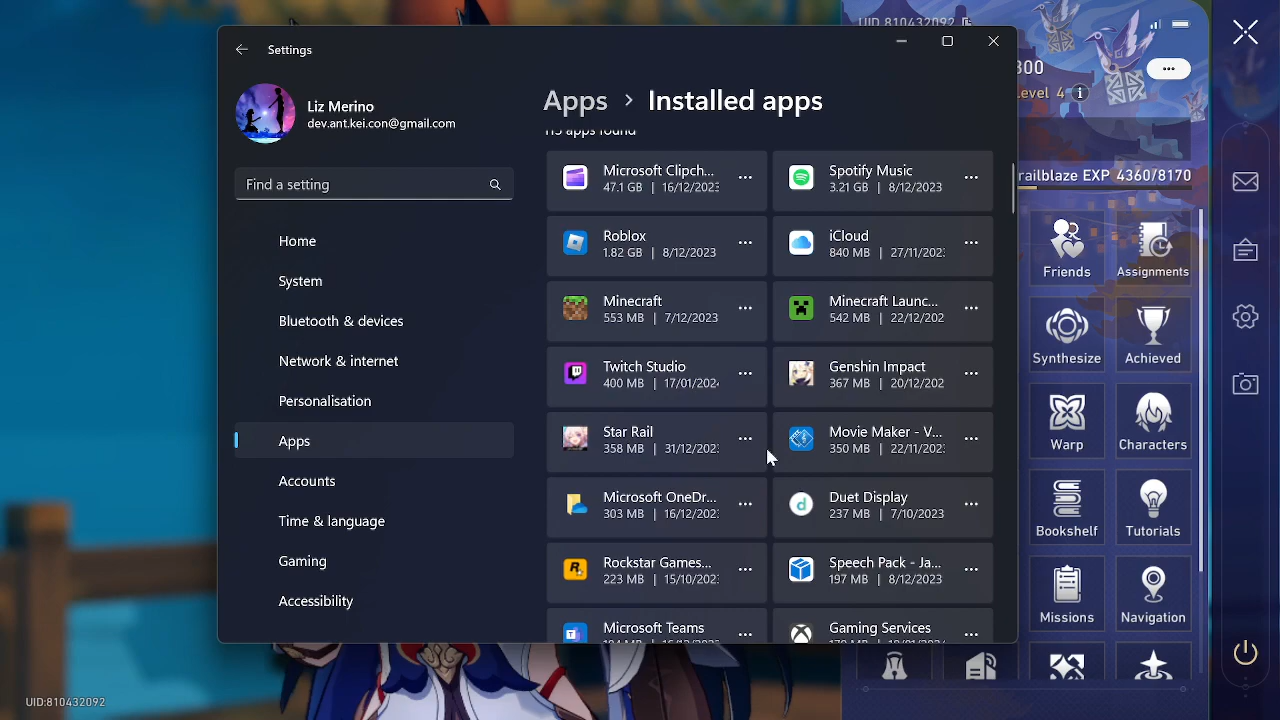 Settings
Liz Merino
dev.ant.kei.con@gmail.com
Find a setting
Home
System
Bluetooth & devices
Network & internet
Personalisation
Apps
Accounts
Time & language
Gaming
Accessibility
Apps > Installed apps
apps found
Microsoft Clipch...
47.1 GB | 16/12/2023
Spotify Music
3.21 GB | 8/12/2023
Roblox
1.82 GB | 8/12/2023
iCloud
840 MB | 27/11/202
Minecraft
553 MB | 7/12/2023
Minecraft Launc...
542 MB | 22/12/202
Twitch Studio
400 MB | 17/01/202
Genshin Impact
367 MB | 20/12/202
Star Rail
358 MB | 31/12/202
Movie Maker - V...
350 MB | 22/11/202
Microsoft OneDr...
303 MB | 16/12/202
Duet Display
237 MB | 7/10/2023
Rockstar Games...
223 MB | 15/10/202
Speech Pack - Ja...
197 MB | 8/12/2023
Microsoft Teams
Gaming Services
UID 810432092
300
Level 4
Trailblaze EXP 4360/8170
Friends
Assignments
Synthesize
Achieved
Warp
Characters
Bookshelf
Tutorials
Missions
Navigation
UID:810432092